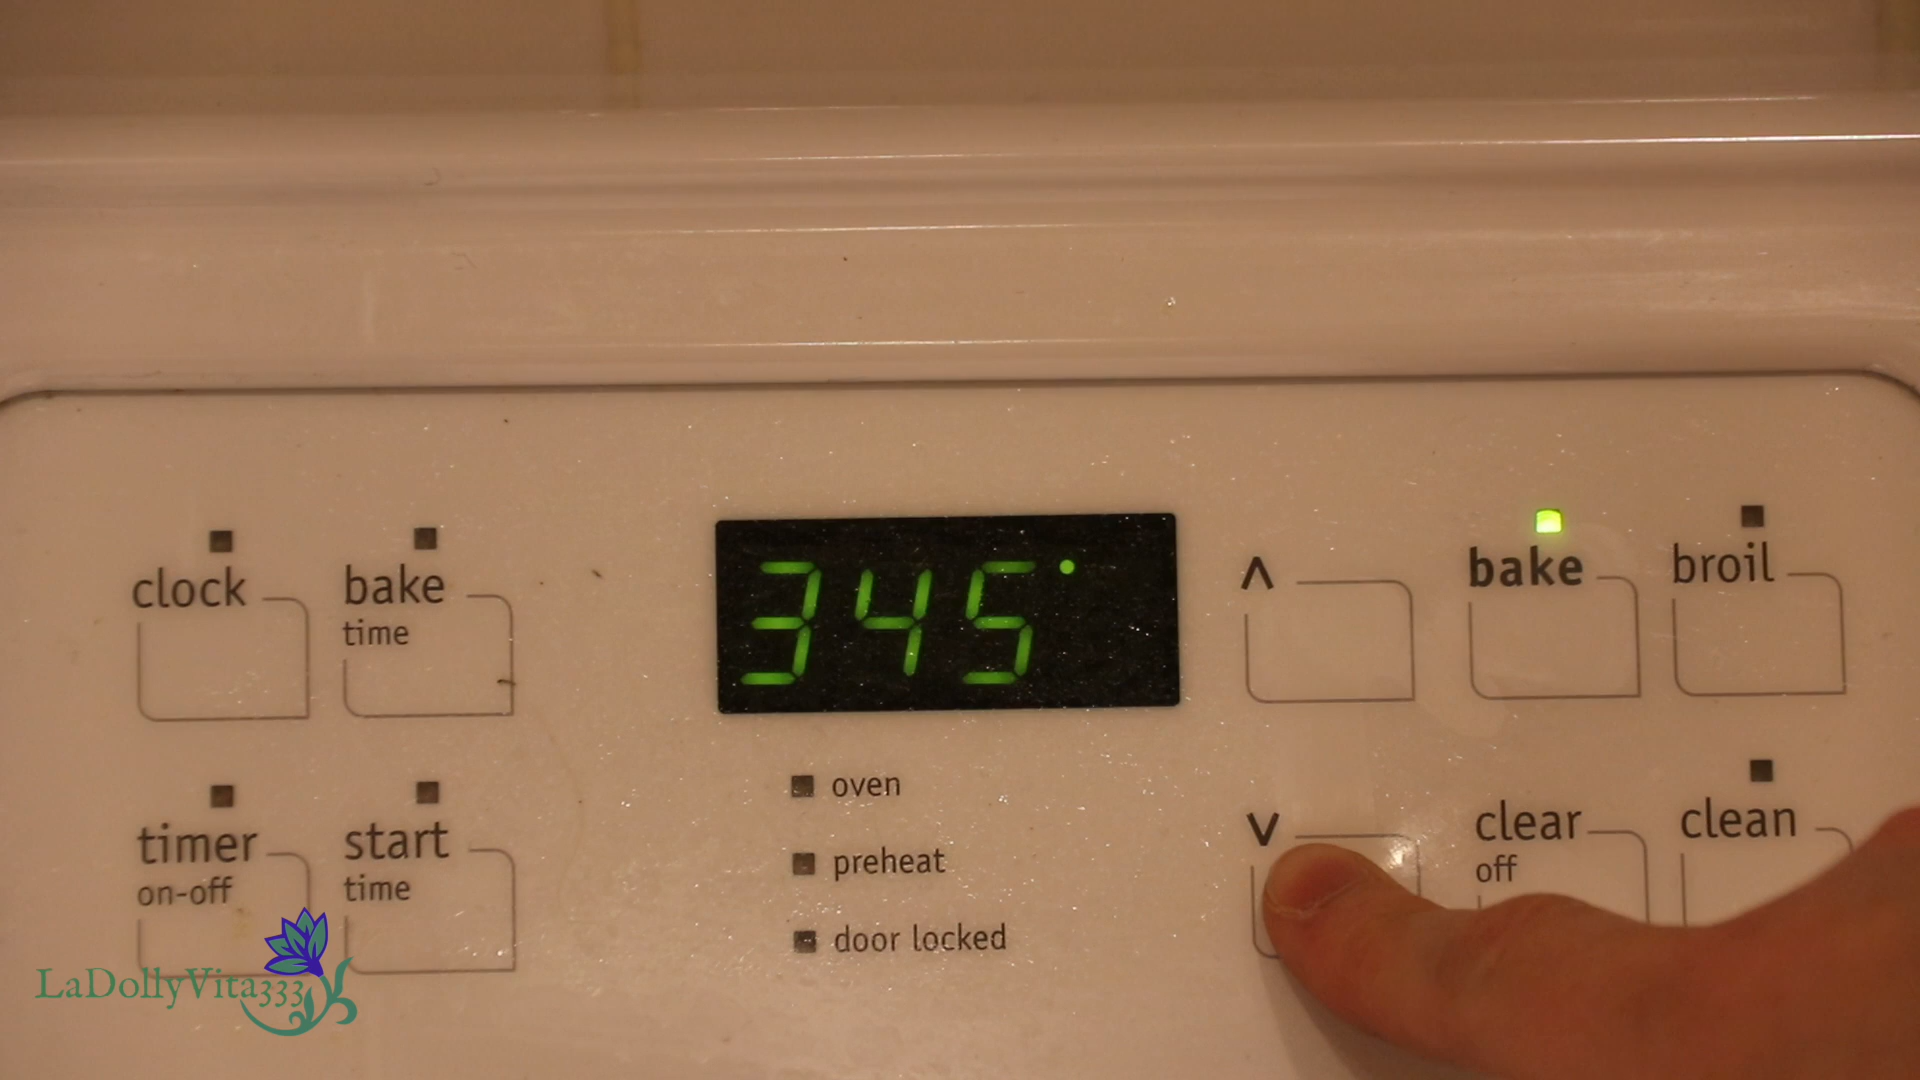 345°
clock
bake
time
∧
bake
broil
timer
on-off
start
time
oven
preheat
door locked
∨
clear
off
clean
LaDollyVita333